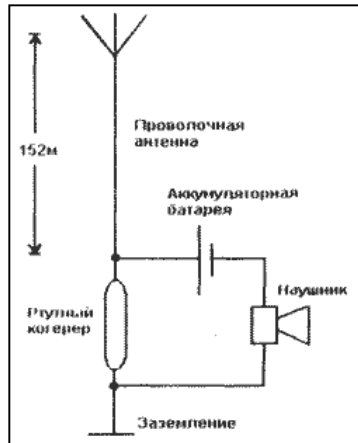 152м
Проволочная
антенна
Аккумуляторная
батарея
Наушник
Ртутный
когерер
Заземление